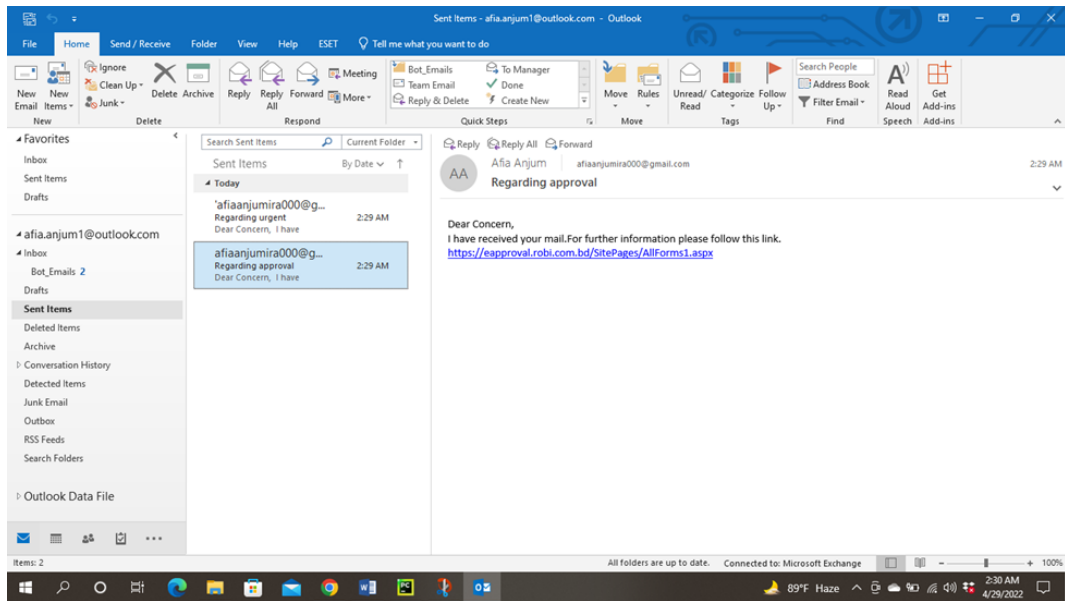 Sent Items - afia.anjum1@outlook.com - Outlook
File Home Send / Receive Folder View Help ESET Tell me what you want to do
New Email
New Items
Ignore
Clean Up
Junk
Delete
Archive
Reply
Reply All
Forward
Meeting
More
Bot_Emails
Team Email
Reply & Delete
To Manager
Done
Create New
Move
Rules
Unread/ Read
Categorize
Follow Up
Search People
Address Book
Filter Email
Read Aloud
Get Add-ins
New Delete Respond Quick Steps Move Tags Find Speech Add-ins
Favorites
Inbox
Sent Items
Drafts
afia.anjum1@outlook.com
Inbox
Bot_Emails 2
Drafts
Sent Items
Deleted Items
Archive
Conversation History
Detected Items
Junk Email
Outbox
RSS Feeds
Search Folders
Outlook Data File
Search Sent Items Current Folder
Sent Items By Date
Today
'afiaanjumira000@g...
Regarding urgent 2:29 AM
Dear Concern, I have
afiaanjumira000@g...
Regarding approval 2:29 AM
Dear Concern, I have
Reply Reply All Forward
AA
Afia Anjum afiaanjumira000@gmail.com 2:29 AM
Regarding approval
Dear Concern,
I have received your mail.For further information please follow this link.
https://eapproval.robi.com.bd/SitePages/AllForms1.aspx
Items: 2 All folders are up to date. Connected to: Microsoft Exchange 100%
89°F Haze
2:30 AM
4/29/2022